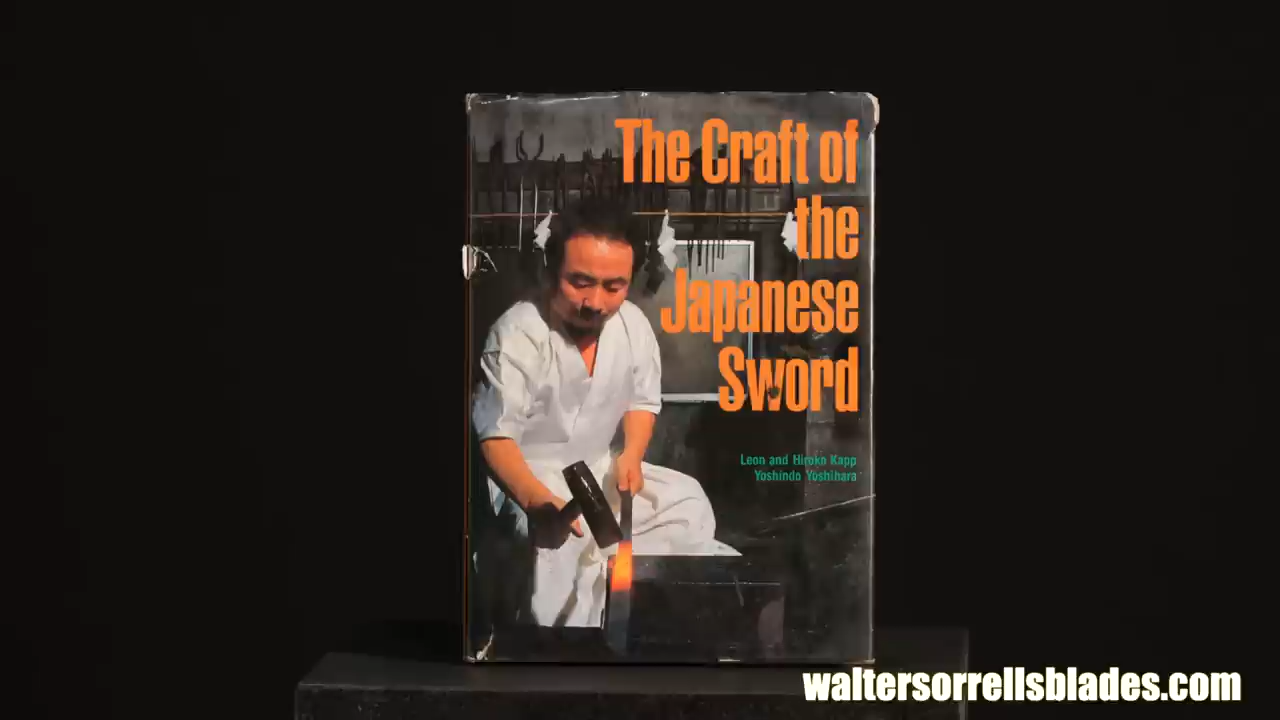 The Craft of
the
Japanese
Sword
Leon and Hiroko Kapp
Yoshindo Yoshihara
waltersorrellsblades.com